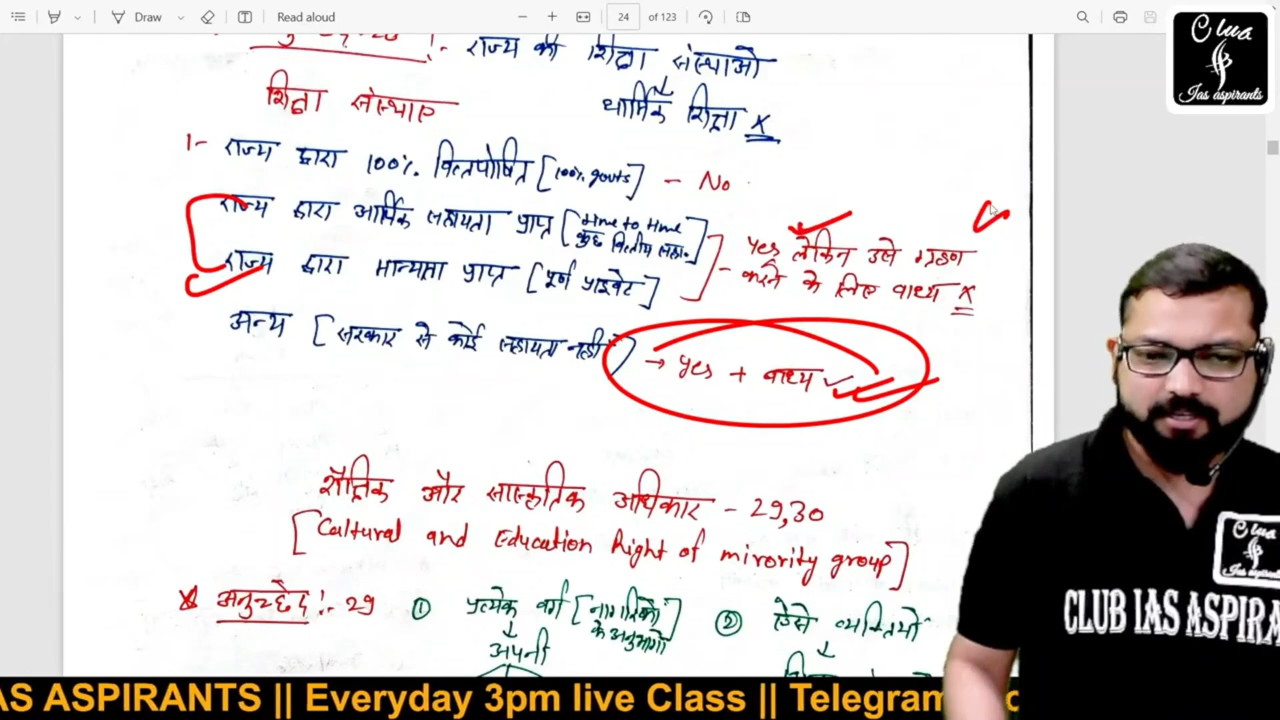 Draw
Read aloud
24 of 123
Club
Ias aspirants
राज्य की शिक्षा संस्थाओ
शिक्षा संस्थाए
धार्मिक शिक्षा x
1- राज्य द्वारा 100% वित्तपोषित [100% govts] - No
राज्य द्वारा आर्थिक सहायता प्राप्त [time to time कुछ वित्तीय सहा.]
राज्य द्वारा मान्यता प्राप्त [पूर्ण प्राइवेट]
- yes लेकिन उसे ग्रहण
करने के लिए बाध्य x
अन्य [सरकार से कोई सहायता नही] → yes + बाध्य ✓
शैक्षिक और सांस्कृतिक अधिकार - 29,30
[Cultural and Education Right of minority group]
अनुच्छेद :- 29 ① प्रत्येक वर्ग [नागरिको के अनुभागो] ② ऐसे व्यक्तियो
अपनी
Club
CLUB IAS ASPIRA
AS ASPIRANTS || Everyday 3pm live Class || Telegram